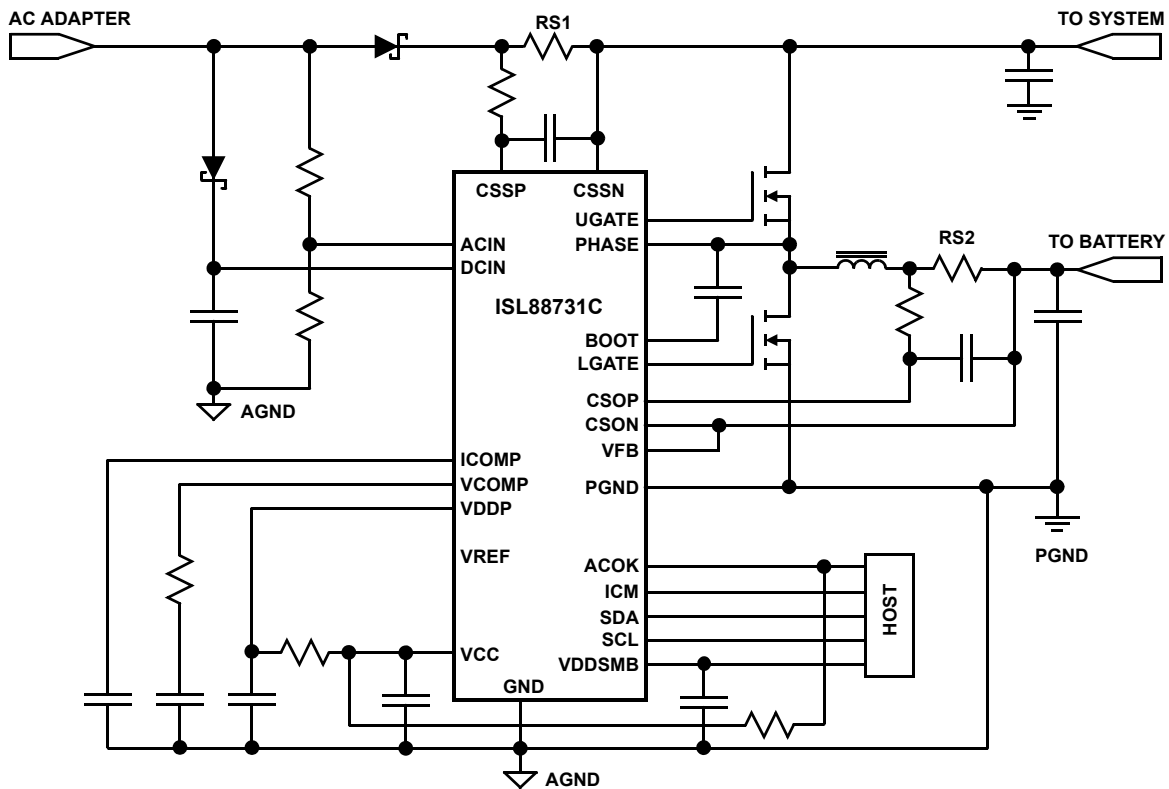 AC ADAPTER
RS1
TO SYSTEM
CSSP
CSSN
UGATE
PHASE
ACIN
DCIN
RS2
TO BATTERY
ISL88731C
BOOT
LGATE
CSOP
CSON
VFB
AGND
ICOMP
VCOMP
VDDP
PGND
VREF
PGND
ACOK
ICM
SDA
SCL
VDDSMB
HOST
VCC
GND
AGND